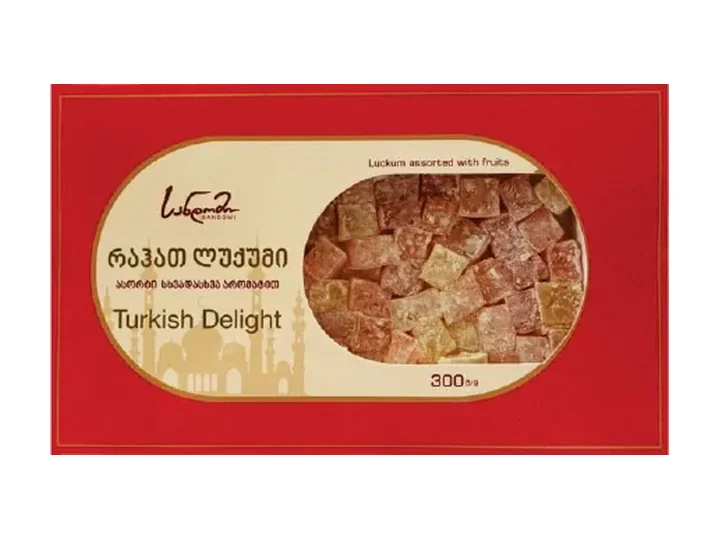 Luckum assorted with fruits
სანდომი
SANDOMI
რაჰათ ლუქუმი
ასორტი სხვადასხვა არომატით
Turkish Delight
300 გ/g